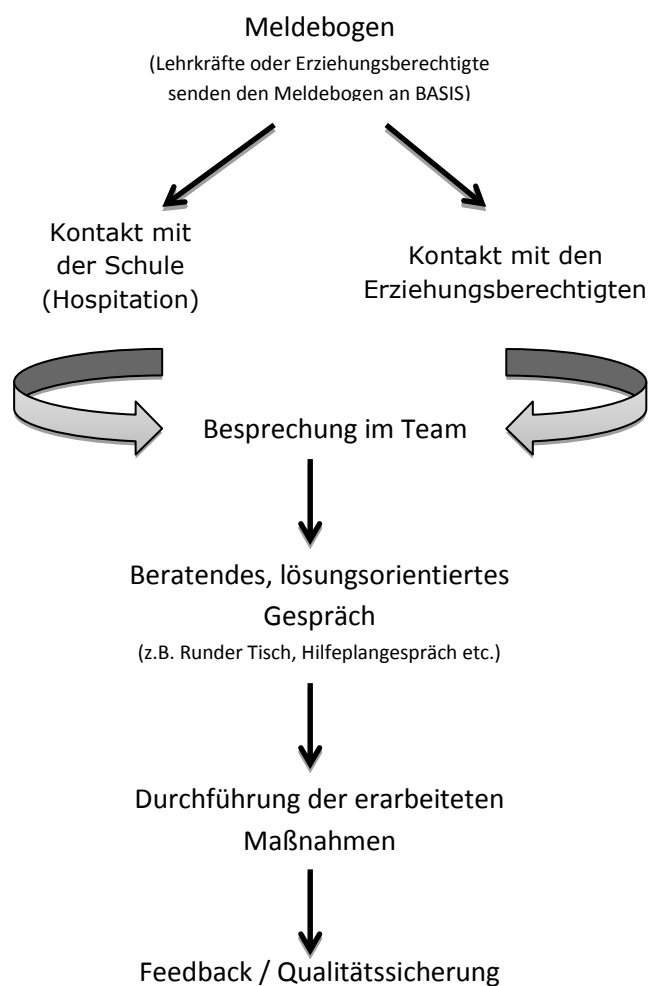 Meldebogen
(Lehrkräfte oder Erziehungsberechtigte
senden den Meldebogen an BASIS)
Kontakt mit
der Schule
(Hospitation)
Kontakt mit den
Erziehungsberechtigten
Besprechung im Team
Beratendes, lösungsorientiertes
Gespräch
(z.B. Runder Tisch, Hilfeplangespräch etc.)
Durchführung der erarbeiteten
Maßnahmen
Feedback / Qualitätssicherung